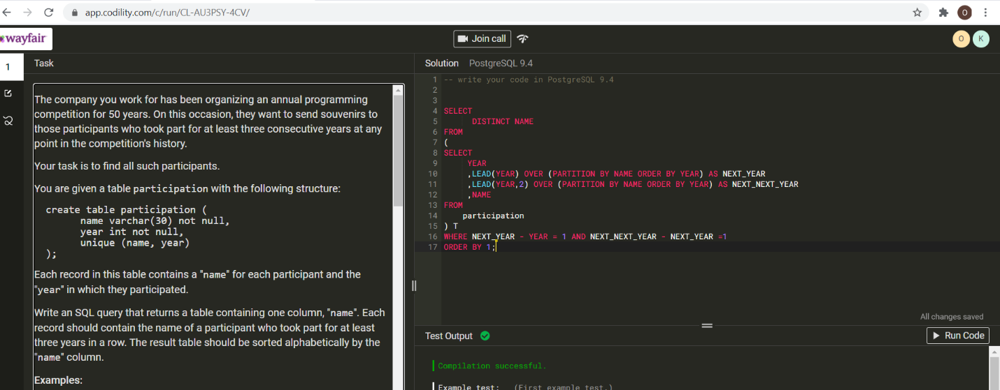 app.codility.com/c/run/CL-AU3PSY-4CV/
O
wayfair
Join call
O
K
1
Task
The company you work for has been organizing an annual programming
competition for 50 years. On this occasion, they want to send souvenirs to
those participants who took part for at least three consecutive years at any
point in the competition's history.
Your task is to find all such participants.
You are given a table participation with the following structure:
create table participation (
name varchar(30) not null,
year int not null,
unique (name, year)
);
Each record in this table contains a "name" for each participant and the
"year" in which they participated.
Write an SQL query that returns a table containing one column, "name". Each
record should contain the name of a participant who took part for at least
three years in a row. The result table should be sorted alphabetically by the
"name" column.
Examples:
Solution PostgreSQL 9.4
1 -- write your code in PostgreSQL 9.4
2
3
4 SELECT
5 DISTINCT NAME
6 FROM
7 (
8 SELECT
9 YEAR
10 ,LEAD(YEAR) OVER (PARTITION BY NAME ORDER BY YEAR) AS NEXT_YEAR
11 ,LEAD(YEAR,2) OVER (PARTITION BY NAME ORDER BY YEAR) AS NEXT_NEXT_YEAR
12 ,NAME
13 FROM
14 participation
15 ) T
16 WHERE NEXT_YEAR - YEAR = 1 AND NEXT_NEXT_YEAR - NEXT_YEAR =1
17 ORDER BY 1;
All changes saved
Test Output
Run Code
Compilation successful.
Example test: (First example test.)